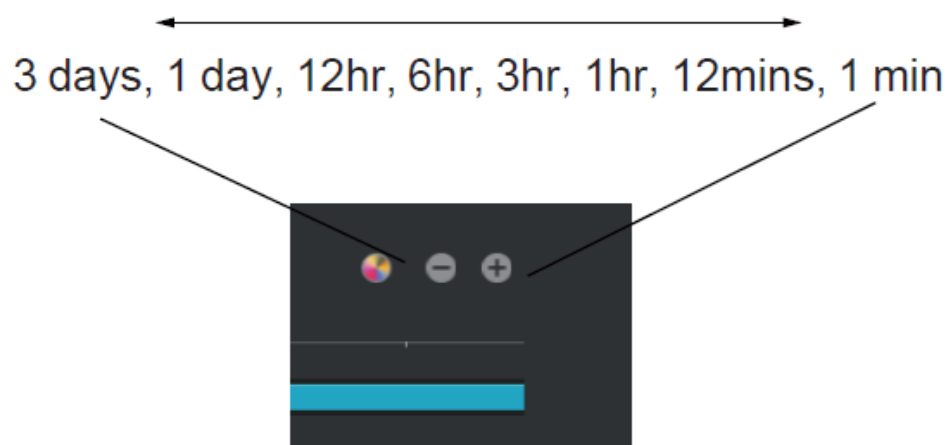 3 days, 1 day, 12hr, 6hr, 3hr, 1hr, 12mins, 1 min